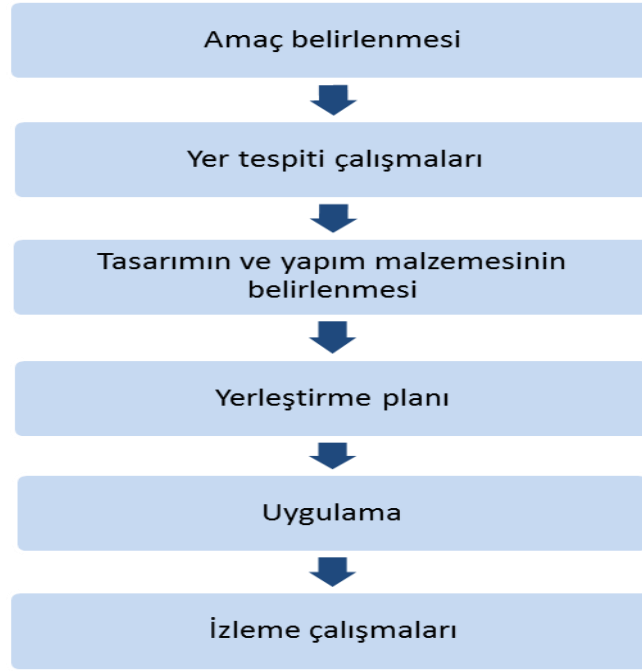 Amaç belirlenmesi
Yer tespiti çalışmaları
Tasarımın ve yapım malzemesinin
belirlenmesi
Yerleştirme planı
Uygulama
İzleme çalışmaları